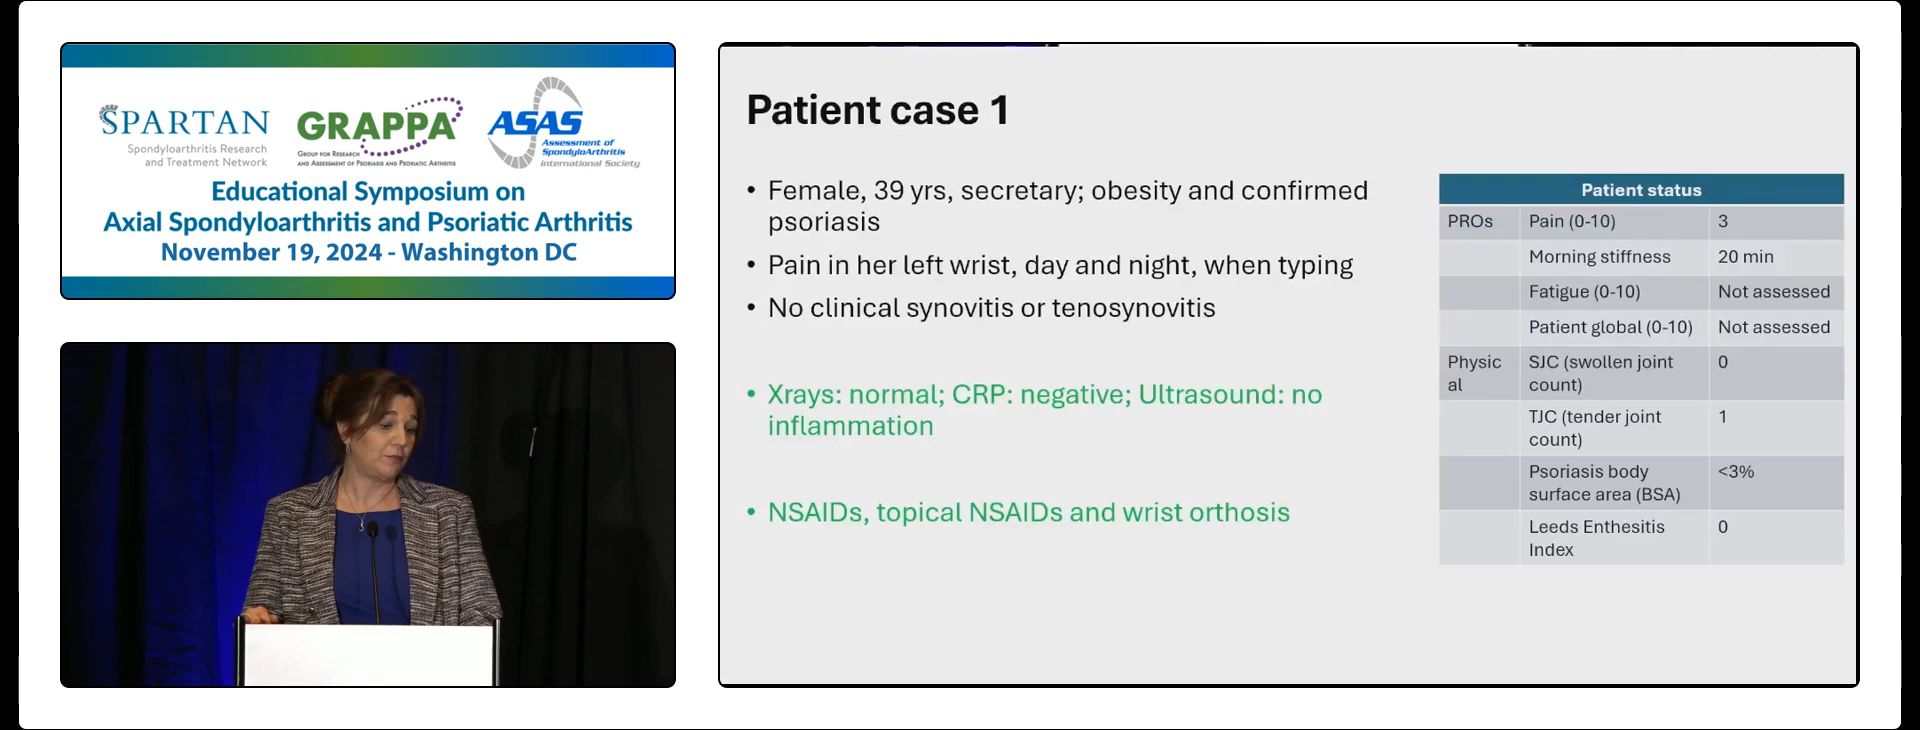 SPARTAN
Spondyloarthritis Research
and Treatment Network
GRAPPA
GROUP FOR RESEARCH
AND ASSESSMENT OF PSORIASIS AND PSORIATIC ARTHRITIS
ASAS
Assessment of
SpondyloArthritis
International Society
Educational Symposium on
Axial Spondyloarthritis and Psoriatic Arthritis
November 19, 2024 - Washington DC
Patient case 1
• Female, 39 yrs, secretary; obesity and confirmed
psoriasis
• Pain in her left wrist, day and night, when typing
• No clinical synovitis or tenosynovitis
• Xrays: normal; CRP: negative; Ultrasound: no
inflammation
• NSAIDs, topical NSAIDs and wrist orthosis
Patient status
PROs Pain (0-10) 3
Morning stiffness 20 min
Fatigue (0-10) Not assessed
Patient global (0-10) Not assessed
Physic SJC (swollen joint 0
al count)
TJC (tender joint 1
count)
Psoriasis body <3%
surface area (BSA)
Leeds Enthesitis 0
Index